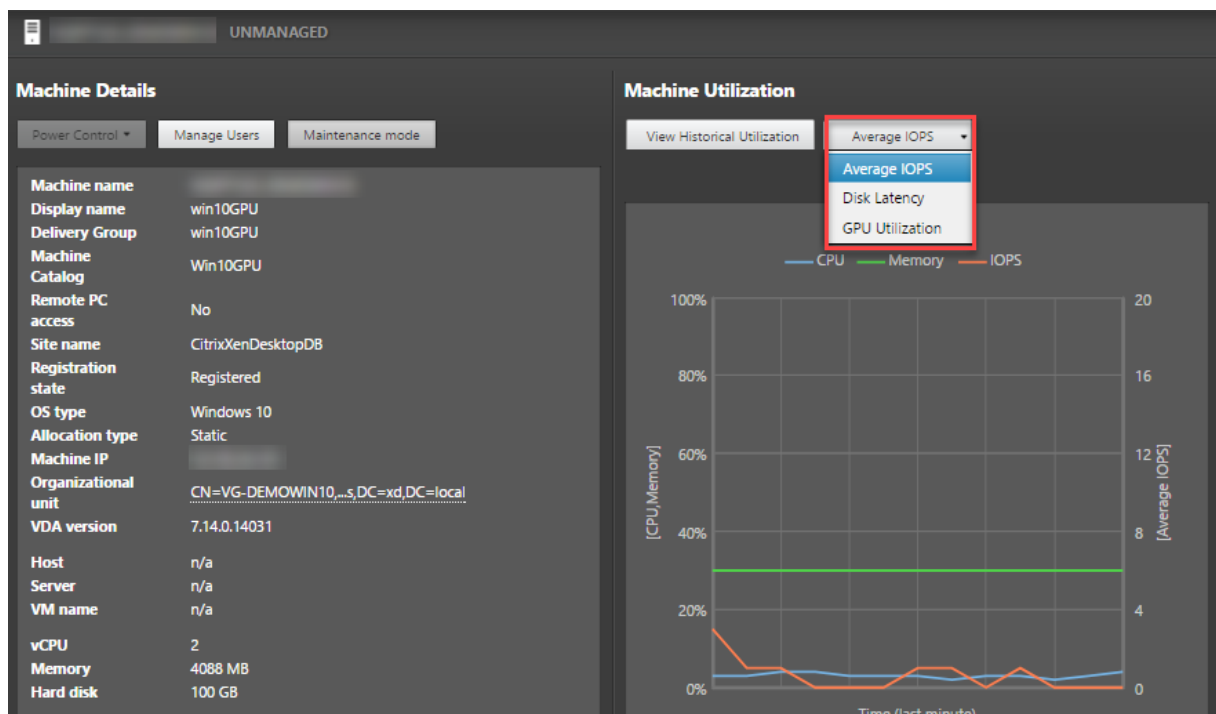 UNMANAGED
Machine Details
Power Control
Manage Users
Maintenance mode
Machine name
Display name win10GPU
Delivery Group win10GPU
Machine
Catalog
Win10GPU
Remote PC
access
No
Site name CitrixXenDesktopDB
Registration
state
Registered
OS type Windows 10
Allocation type Static
Machine IP
Organizational
unit
CN=VG-DEMOWIN10,...s,DC=xd,DC=local
VDA version 7.14.0.14031
Host n/a
Server n/a
VM name n/a
vCPU 2
Memory 4088 MB
Hard disk 100 GB
Machine Utilization
View Historical Utilization
Average IOPS
Average IOPS
Disk Latency
GPU Utilization
CPU Memory IOPS
100% 20
80% 16
60% 12
40% 8
20% 4
0% 0
[CPU,Memory]
[Average IOPS]
Time (last minute)